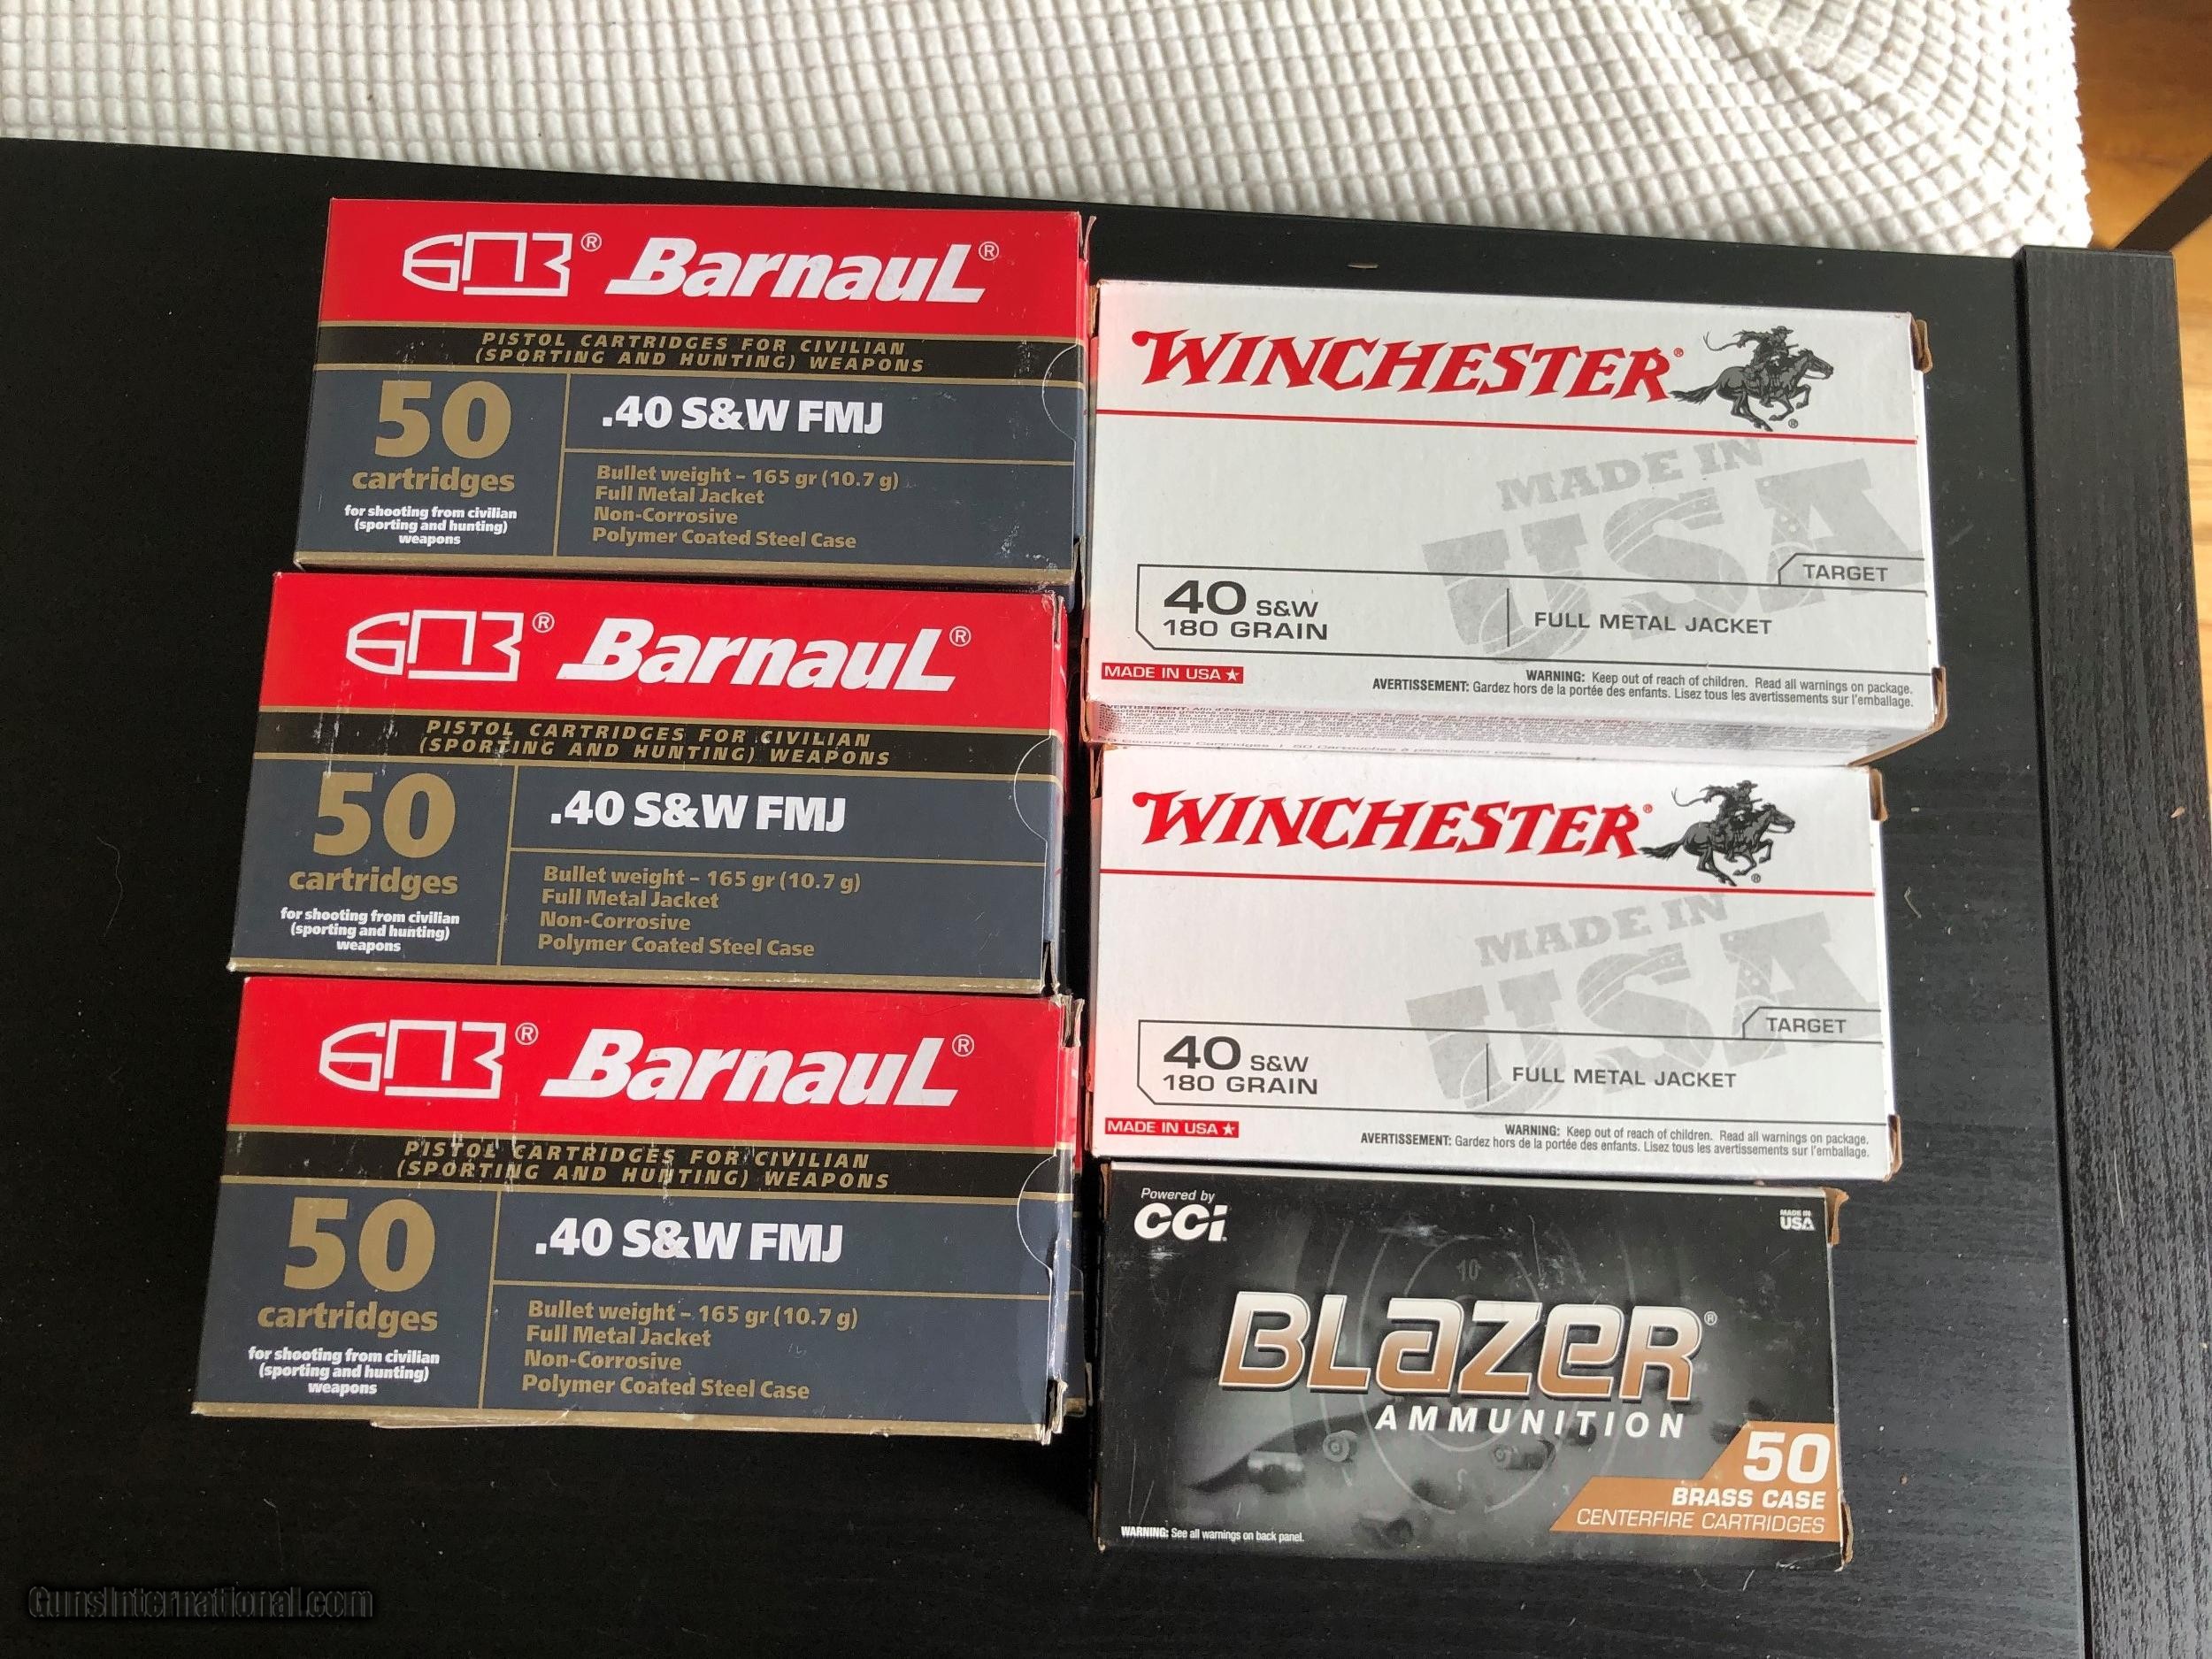 БПЗ® BarnauL®
PISTOL CARTRIDGES FOR CIVILIAN
(SPORTING AND HUNTING) WEAPONS
50
cartridges
for shooting from civilian
(sporting and hunting)
weapons
.40 S&W FMJ
Bullet weight – 165 gr (10.7 g)
Full Metal Jacket
Non-Corrosive
Polymer Coated Steel Case
БПЗ® BarnauL®
PISTOL CARTRIDGES FOR CIVILIAN
(SPORTING AND HUNTING) WEAPONS
50
cartridges
for shooting from civilian
(sporting and hunting)
weapons
.40 S&W FMJ
Bullet weight – 165 gr (10.7 g)
Full Metal Jacket
Non-Corrosive
Polymer Coated Steel Case
БПЗ® BarnauL®
PISTOL CARTRIDGES FOR CIVILIAN
(SPORTING AND HUNTING) WEAPONS
50
cartridges
for shooting from civilian
(sporting and hunting)
weapons
.40 S&W FMJ
Bullet weight – 165 gr (10.7 g)
Full Metal Jacket
Non-Corrosive
Polymer Coated Steel Case
WINCHESTER®
MADE IN
USA
TARGET
40 S&W
180 GRAIN
FULL METAL JACKET
MADE IN USA ★
WARNING: Keep out of reach of children. Read all warnings on package.
AVERTISSEMENT: Gardez hors de la portée des enfants. Lisez tous les avertissements sur l'emballage.
50 Centerfire Cartridges | 50 Cartouches à percussion centrale
WINCHESTER®
MADE IN
USA
TARGET
40 S&W
180 GRAIN
FULL METAL JACKET
MADE IN USA ★
WARNING: Keep out of reach of children. Read all warnings on package.
AVERTISSEMENT: Gardez hors de la portée des enfants. Lisez tous les avertissements sur l'emballage.
Powered by
CCI.
MADE IN
USA
10
BLazeR®
AMMUNITION
50
BRASS CASE
CENTERFIRE CARTRIDGES
WARNING: See all warnings on back panel.
GunsInternational.com